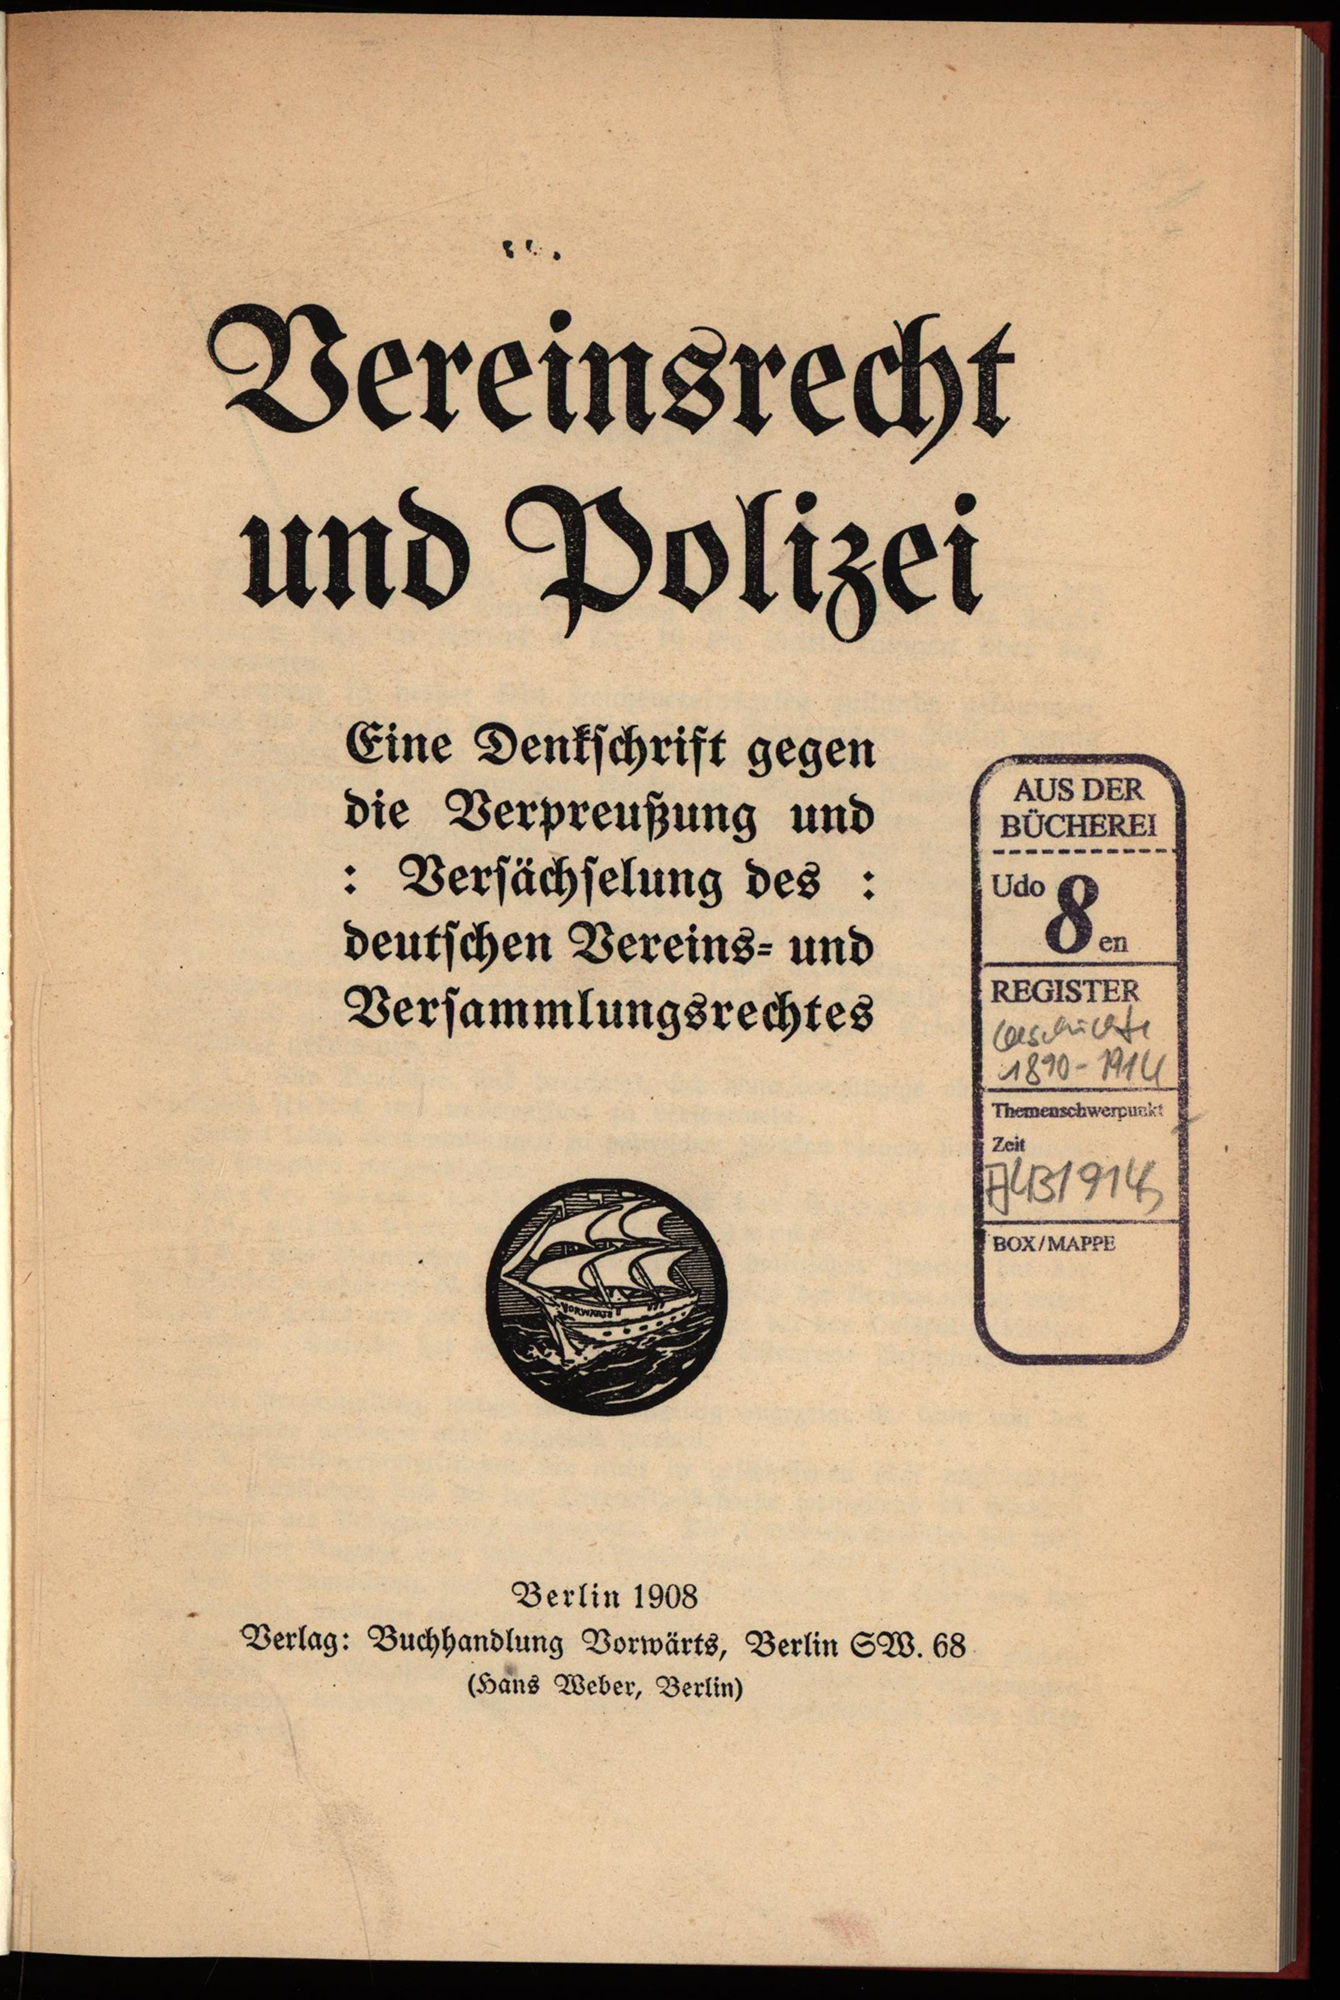 Vereinsrecht
und Polizei
Eine Denkschrift gegen
die Verpreußung und
: Versächselung des :
deutschen Vereins- und
Versammlungsrechtes
VORWÄRTS
Berlin 1908
Verlag: Buchhandlung Vorwärts, Berlin SW. 68
(Hans Weber, Berlin)
AUS DER
BÜCHEREI
Udo 8 en
REGISTER
Geschichte
1890-1914
Themenschwerpunkt
Zeit
BOX/MAPPE